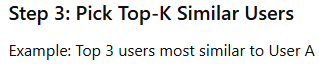 Step 3: Pick Top-K Similar Users
Example: Top 3 users most similar to User A